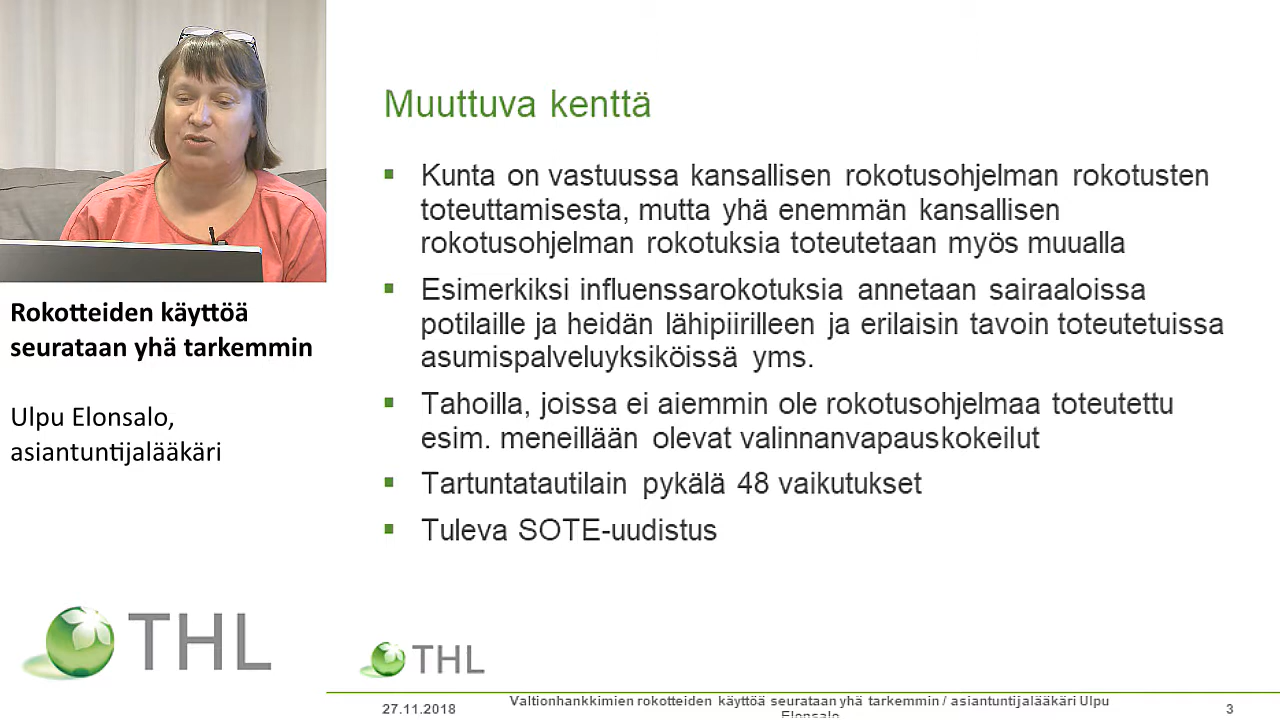 Muuttuva kenttä
Kunta on vastuussa kansallisen rokotusohjelman rokotusten
toteuttamisesta, mutta yhä enemmän kansallisen
rokotusohjelman rokotuksia toteutetaan myös muualla
Esimerkiksi influenssarokotuksia annetaan sairaaloissa
potilaille ja heidän lähipiirilleen ja erilaisin tavoin toteutetuissa
asumispalveluyksiköissä yms.
Tahoilla, joissa ei aiemmin ole rokotusohjelmaa toteutettu
esim. meneillään olevat valinnanvapauskokeilut
Tartuntatautilain pykälä 48 vaikutukset
Tuleva SOTE-uudistus
Rokotteiden käyttöä
seurataan yhä tarkemmin
Ulpu Elonsalo,
asiantuntijalääkäri
THL
THL
27.11.2018
Valtionhankkimien rokotteiden käyttöä seurataan yhä tarkemmin / asiantuntijalääkäri Ulpu
Elonsalo
3